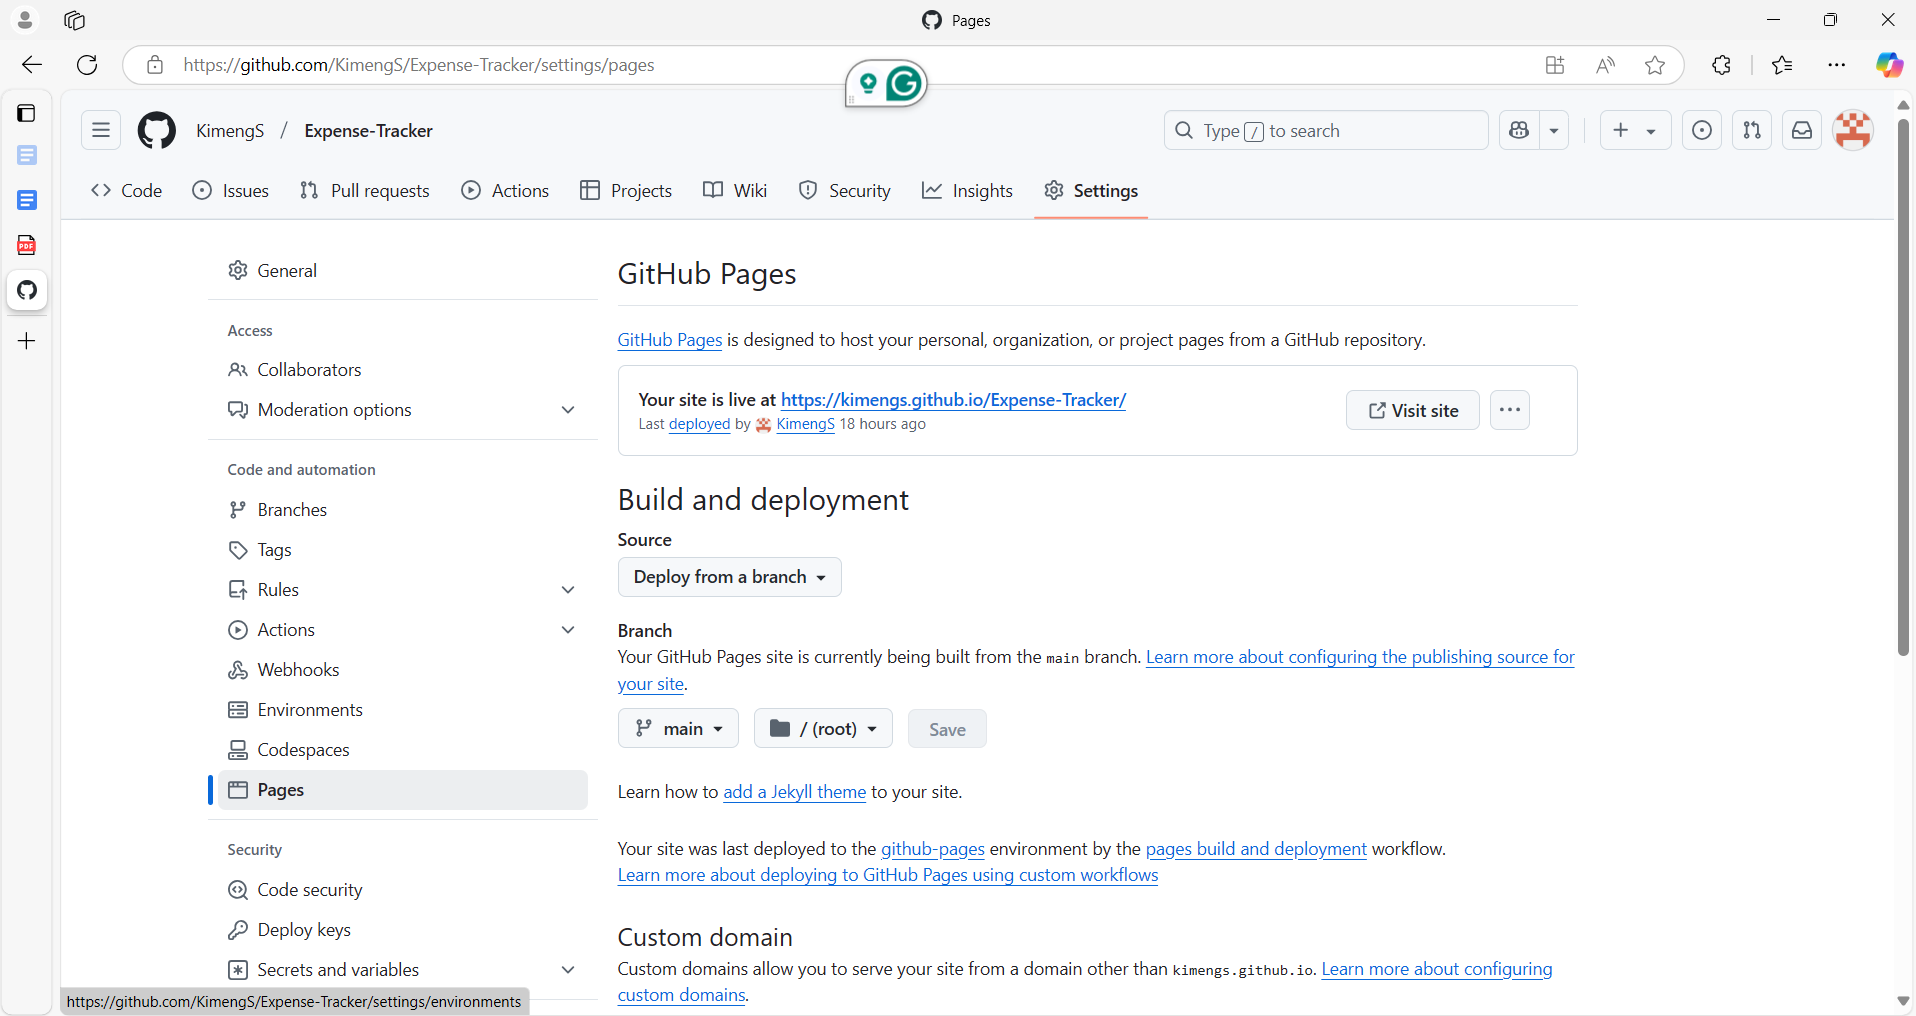 Pages
https://github.com/KimengS/Expense-Tracker/settings/pages
KimengS / Expense-Tracker
Type / to search
Code Issues Pull requests Actions Projects Wiki Security Insights Settings
General
Access
Collaborators
Moderation options
Code and automation
Branches
Tags
Rules
Actions
Webhooks
Environments
Codespaces
Pages
Security
Code security
Deploy keys
Secrets and variables
https://github.com/KimengS/Expense-Tracker/settings/environments
GitHub Pages
GitHub Pages is designed to host your personal, organization, or project pages from a GitHub repository.
Your site is live at https://kimengs.github.io/Expense-Tracker/
Last deployed by KimengS 18 hours ago
Visit site
Build and deployment
Source
Deploy from a branch
Branch
Your GitHub Pages site is currently being built from the main branch. Learn more about configuring the publishing source for
your site.
main / (root) Save
Learn how to add a Jekyll theme to your site.
Your site was last deployed to the github-pages environment by the pages build and deployment workflow.
Learn more about deploying to GitHub Pages using custom workflows
Custom domain
Custom domains allow you to serve your site from a domain other than kimengs.github.io. Learn more about configuring
custom domains.